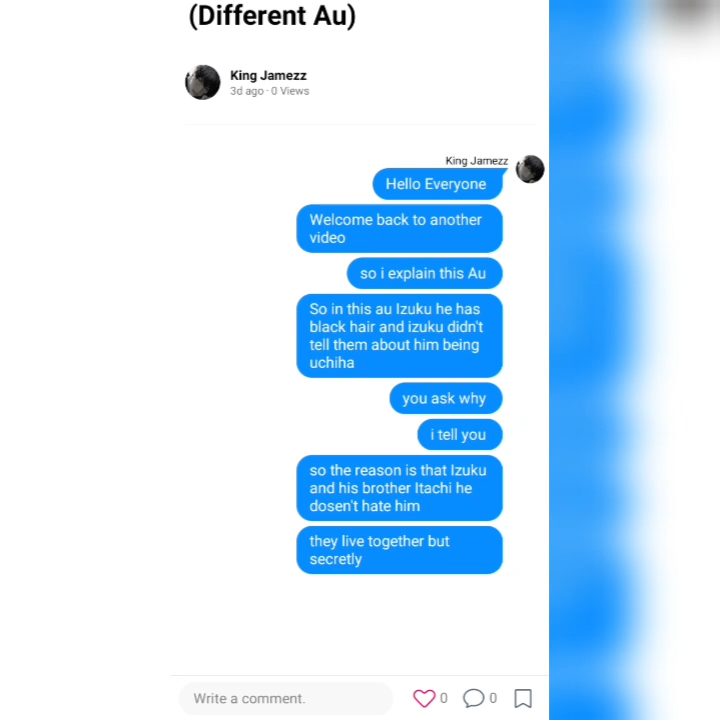 (Different Au)
King Jamezz
3d ago · 0 Views
King Jamezz
Hello Everyone
Welcome back to another
video
so i explain this Au
So in this au Izuku he has
black hair and izuku didn't
tell them about him being
uchiha
you ask why
i tell you
so the reason is that Izuku
and his brother Itachi he
dosen't hate him
they live together but
secretly
Write a comment.
0
0